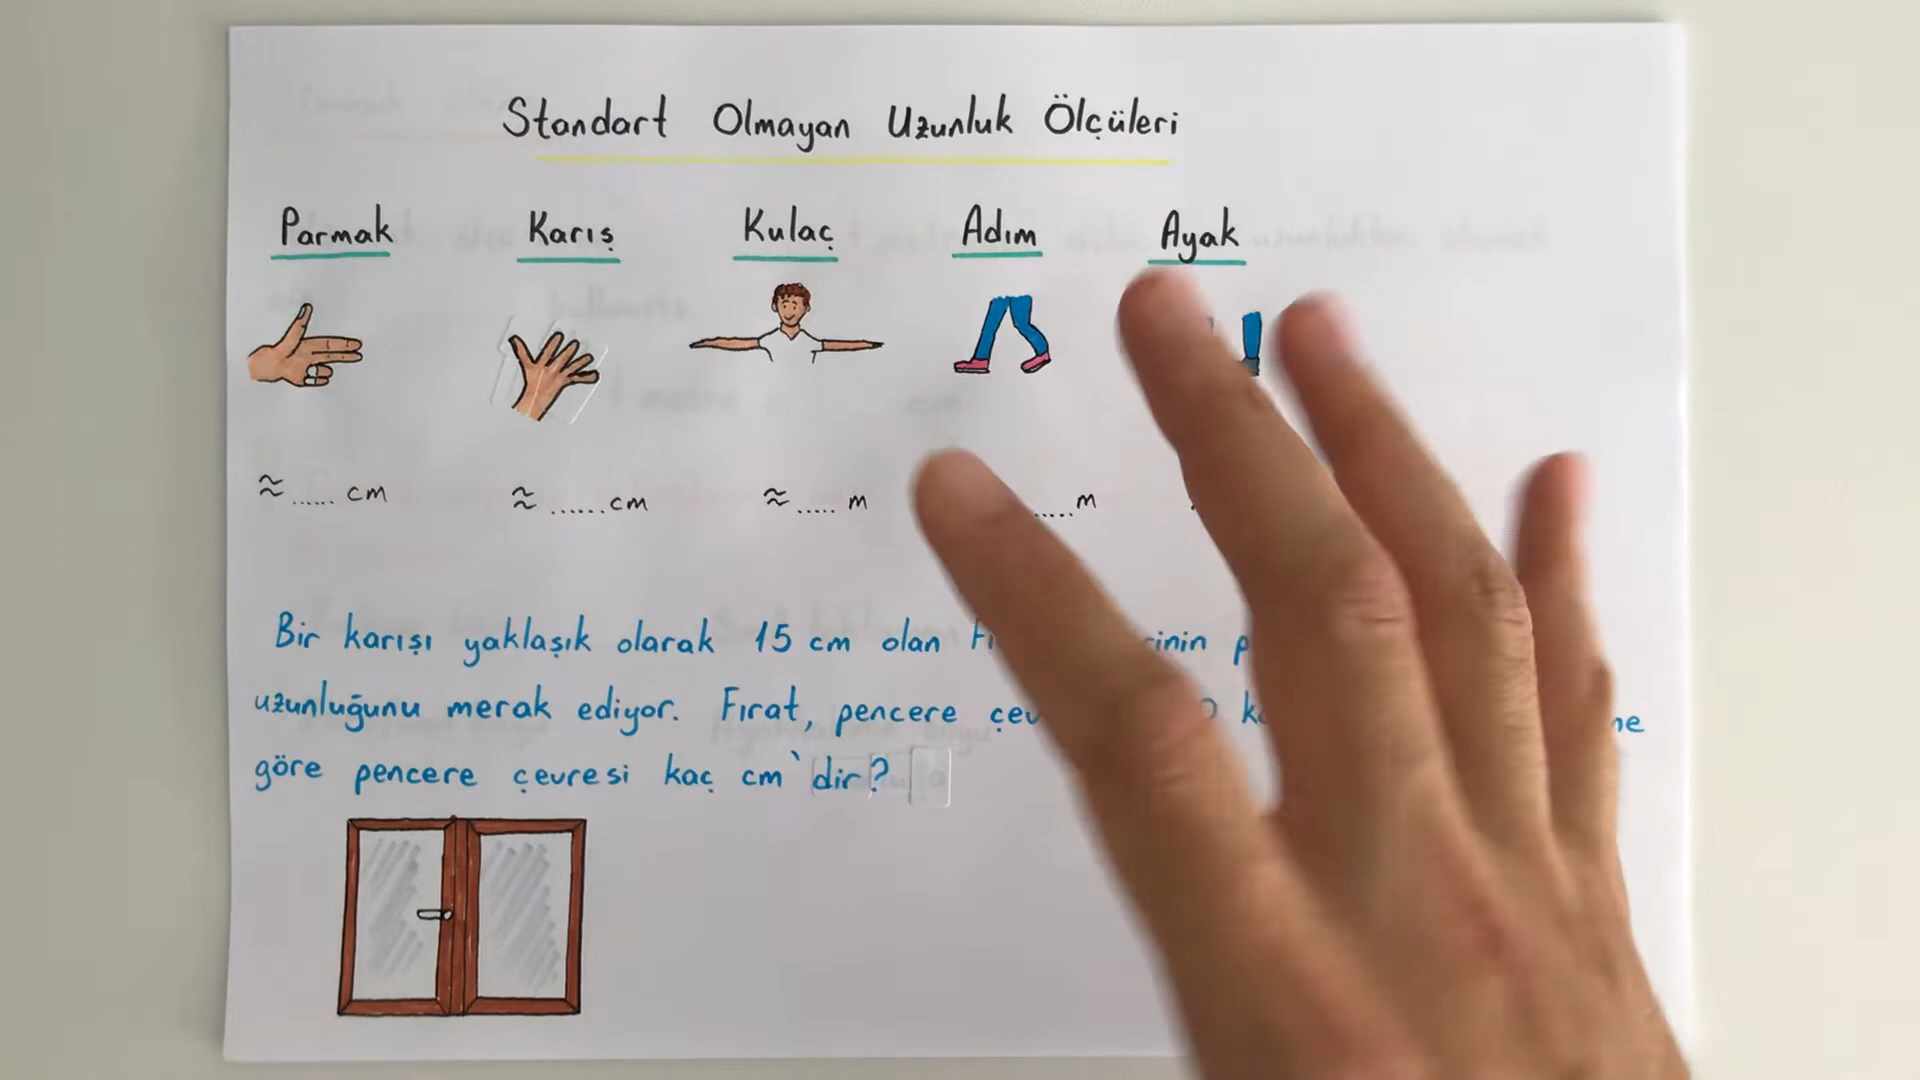 Standart Olmayan Uzunluk Ölçüleri
Parmak Karış Kulaç Adım Ayak
≈ ...... cm ≈ ...... cm ≈ ..... m .....m
Bir karışı yaklaşık olarak 15 cm olan
uzunluğunu merak ediyor. Fırat, pencere
göre pencere çevresi kaç cm'dir?